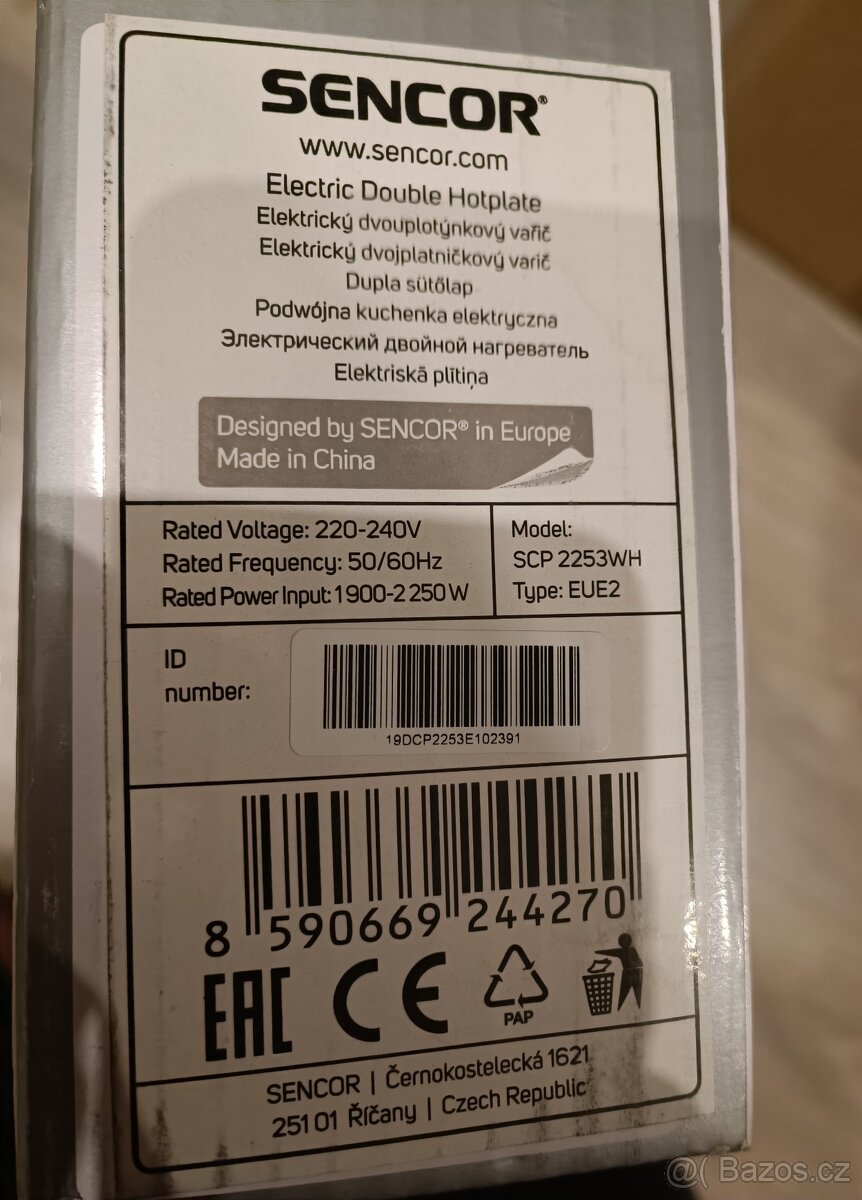 SENCOR®
www.sencor.com
Electric Double Hotplate
Elektrický dvouplotýnkový vařič
Elektrický dvojplatničkový varič
Dupla sütőlap
Podwójna kuchenka elektryczna
Электрический двойной нагреватель
Elektriskā plītiņa
Designed by SENCOR® in Europe
Made in China
Rated Voltage: 220-240V
Rated Frequency: 50/60Hz
Rated Power Input: 1900-2 250 W
Model:
SCP 2253WH
Type: EUE2
ID
number:
19DCP2253E102391
8 590669 244270
EAC CE
PAP
SENCOR | Černokostelecká 1621
251 01 Říčany | Czech Republic
@( Bazos.cz